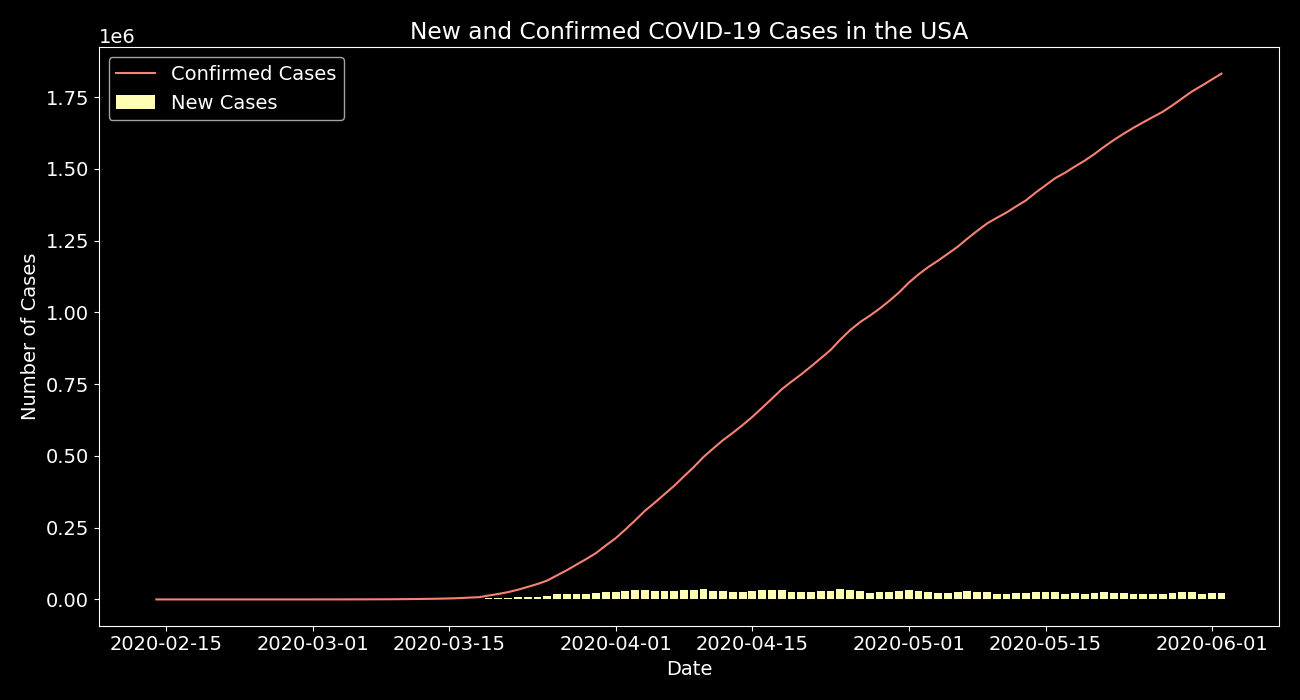 New and Confirmed COVID-19 Cases in the USA
1e6
Confirmed Cases
New Cases
1.75
1.50
1.25
1.00
0.75
0.50
0.25
0.00
Number of Cases
2020-02-15 2020-03-01 2020-03-15 2020-04-01 2020-04-15 2020-05-01 2020-05-15 2020-06-01
Date